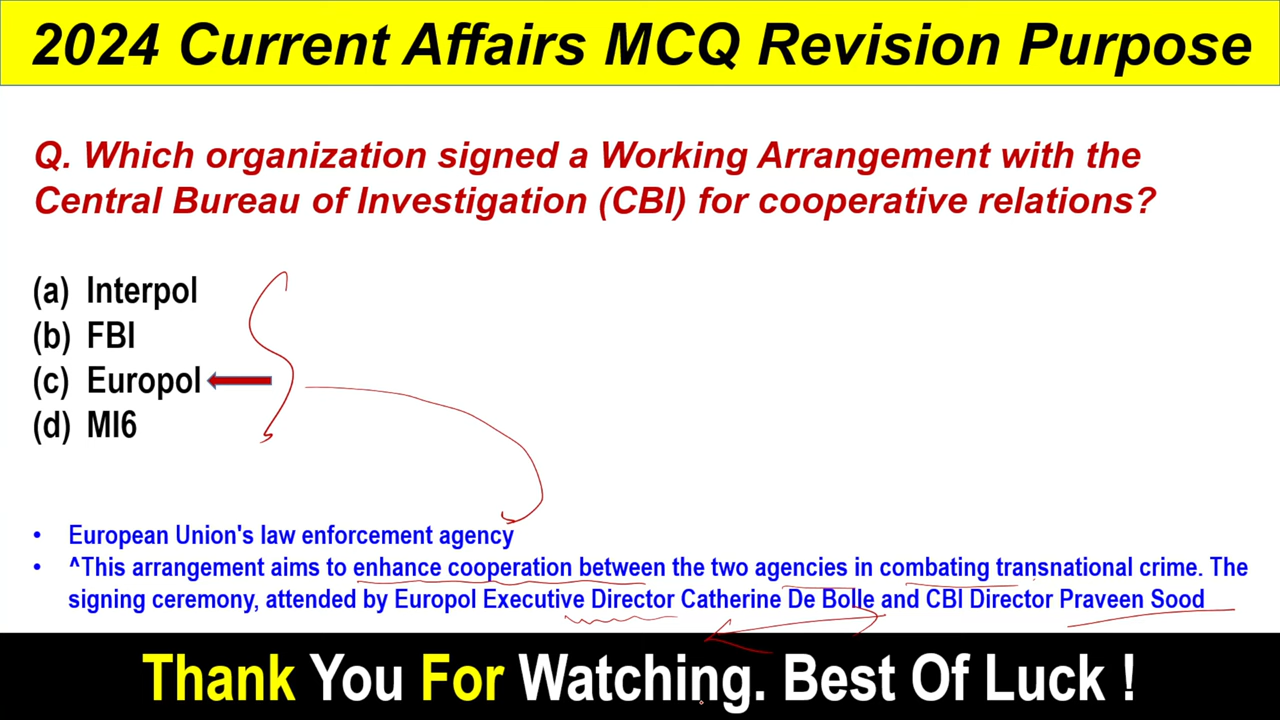 2024 Current Affairs MCQ Revision Purpose
Q. Which organization signed a Working Arrangement with the
Central Bureau of Investigation (CBI) for cooperative relations?
(a) Interpol
(b) FBI
(c) Europol
(d) MI6
• European Union's law enforcement agency
• ^This arrangement aims to enhance cooperation between the two agencies in combating transnational crime. The
signing ceremony, attended by Europol Executive Director Catherine De Bolle and CBI Director Praveen Sood
Thank You For Watching. Best Of Luck !